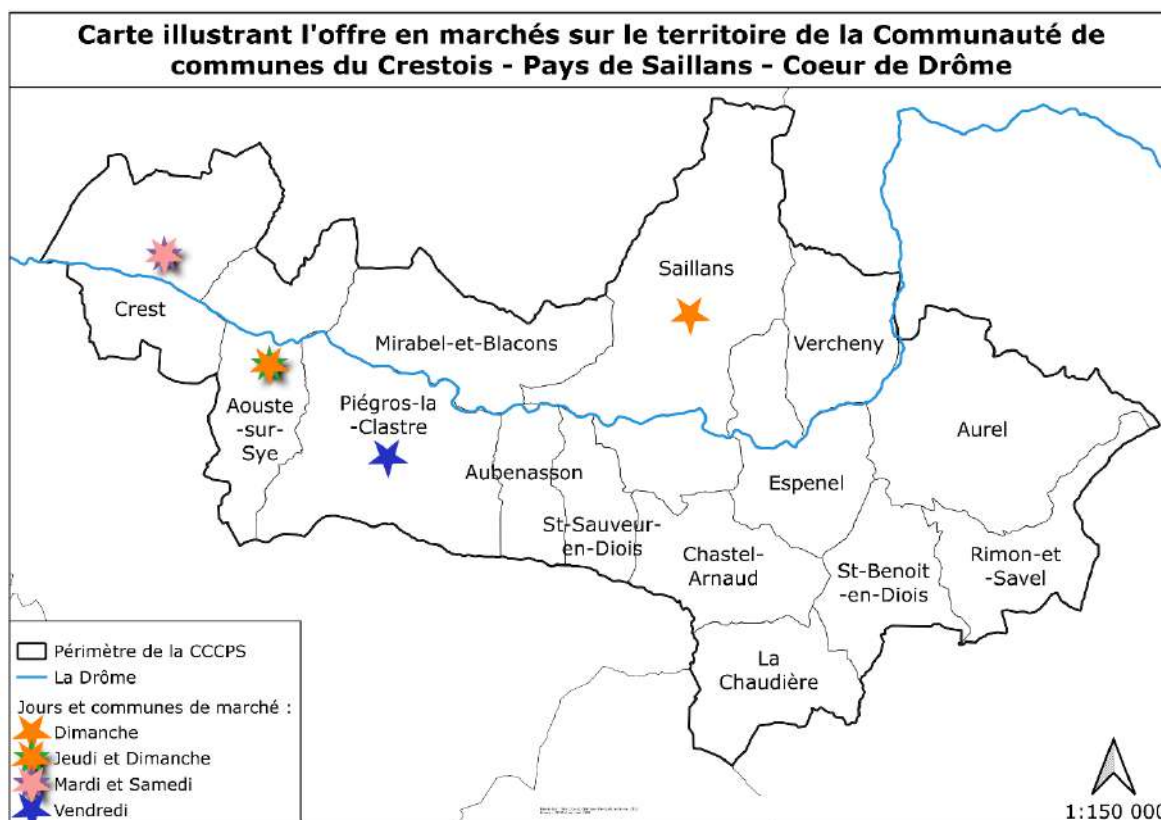 Carte illustrant l'offre en marchés sur le territoire de la Communauté de
communes du Crestois - Pays de Saillans - Coeur de Drôme
Saillans
Crest
Mirabel-et-Blacons
Vercheny
Aouste
-sur-
Sye
Piégros-la
-Clastre
Aubenasson
Aurel
Espenel
St-Sauveur-
en-Diois
Chastel-
Arnaud
St-Benoit
-en-Diois
Rimon-et
-Savel
La
Chaudière
Périmètre de la CCCPS
La Drôme
Jours et communes de marché :
Dimanche
Jeudi et Dimanche
Mardi et Samedi
Vendredi
1:150 000